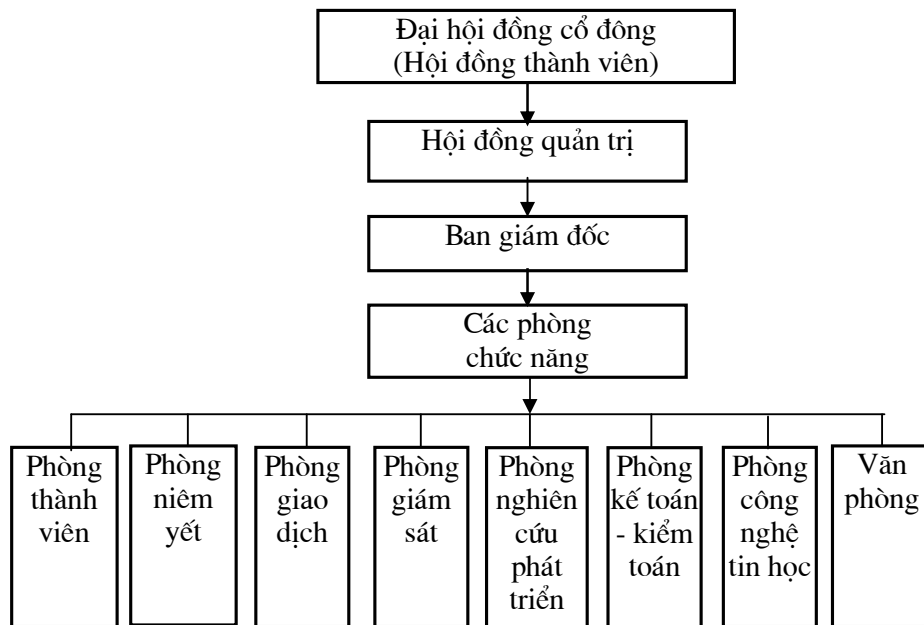 Đại hội đồng cổ đông
(Hội đồng thành viên)
Hội đồng quản trị
Ban giám đốc
Các phòng
chức năng
Phòng
thành
viên
Phòng
niêm
yết
Phòng
giao
dịch
Phòng
giám
sát
Phòng
nghiên
cứu
phát
triển
Phòng
kế toán
- kiểm
toán
Phòng
công
nghệ
tin học
Văn
phòng